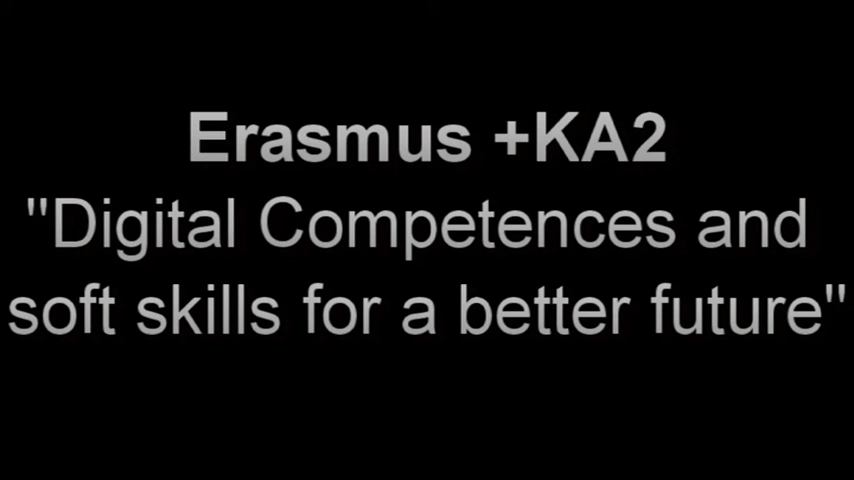 Erasmus +KA2
"Digital Competences and
soft skills for a better future"